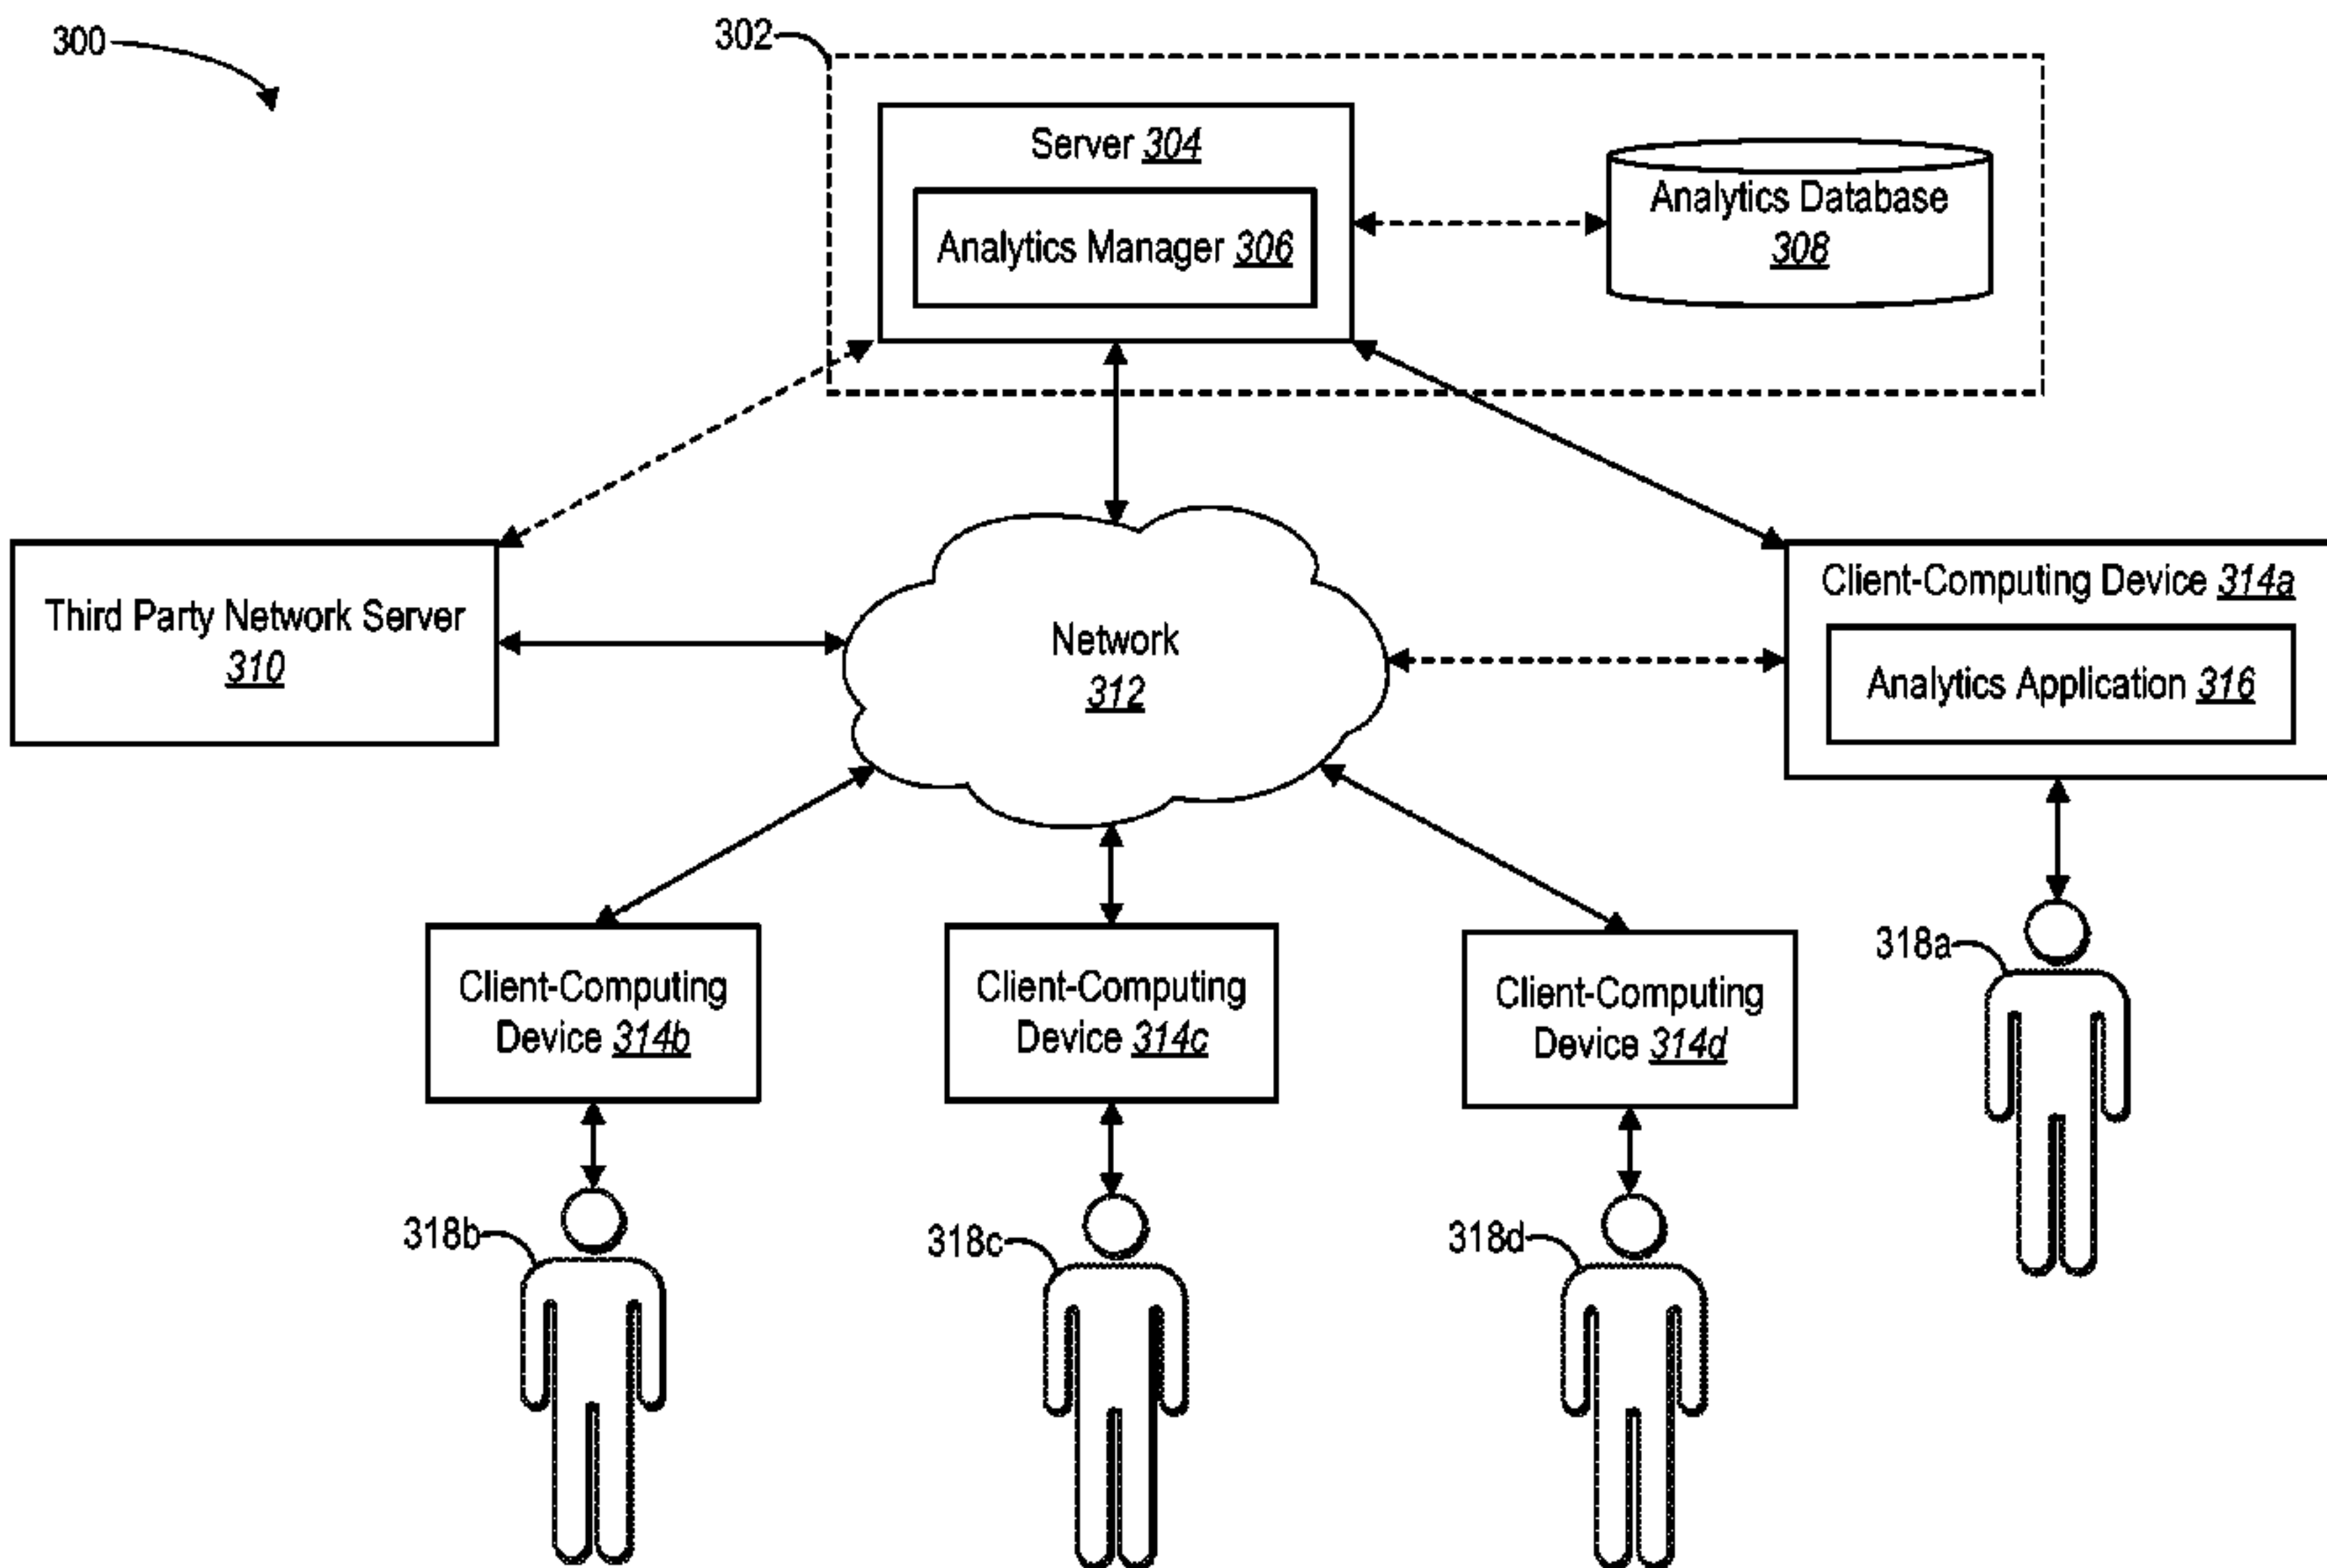 300
302
Server 304
Analytics Manager 306
Analytics Database
308
Third Party Network Server
310
Network
312
Client-Computing Device 314a
Analytics Application 316
Client-Computing
Device 314b
Client-Computing
Device 314c
Client-Computing
Device 314d
318a
318b
318c
318d